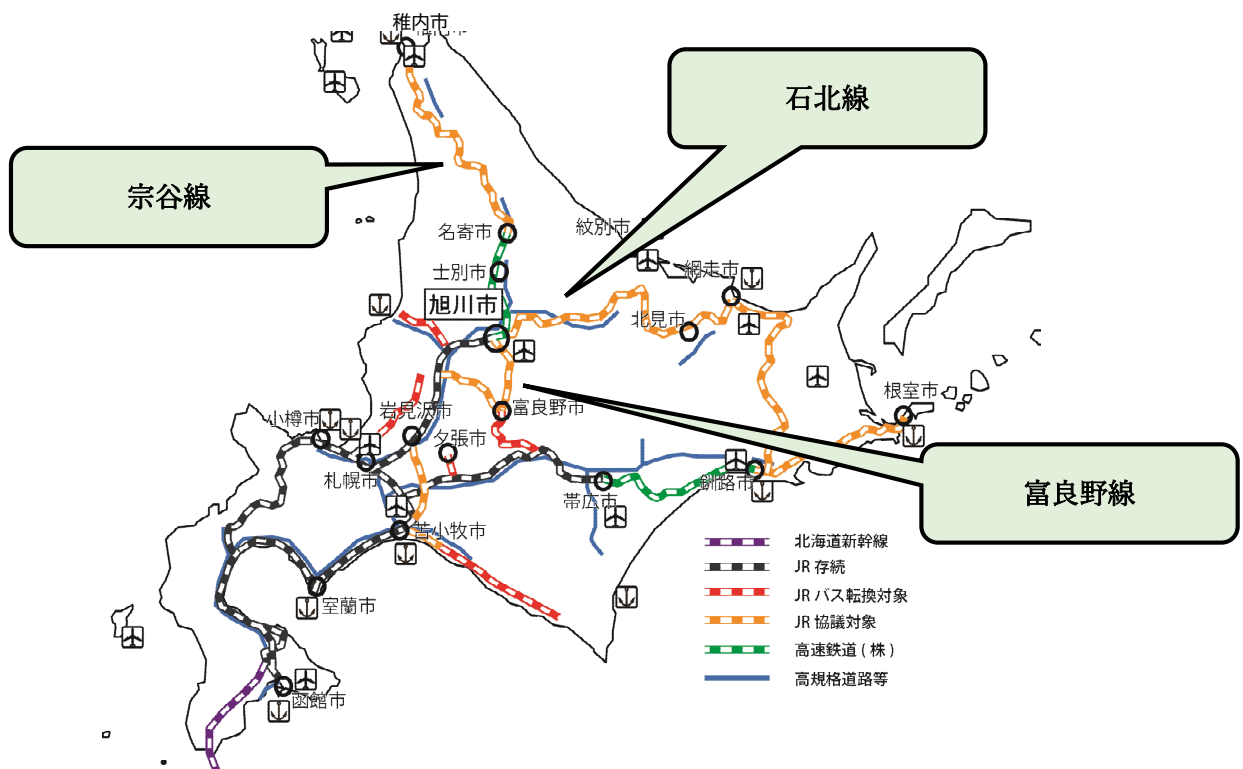 稚内市
石北線
宗谷線
名寄市
紋別市
士別市
網走市
旭川市
北見市
根室市
小樽市
岩見沢市
富良野市
夕張市
札幌市
釧路市
富良野線
帯広市
苫小牧市
北海道新幹線
JR 存続
JR バス転換対象
室蘭市
JR 協議対象
高速鉄道(株)
高規格道路等
函館市